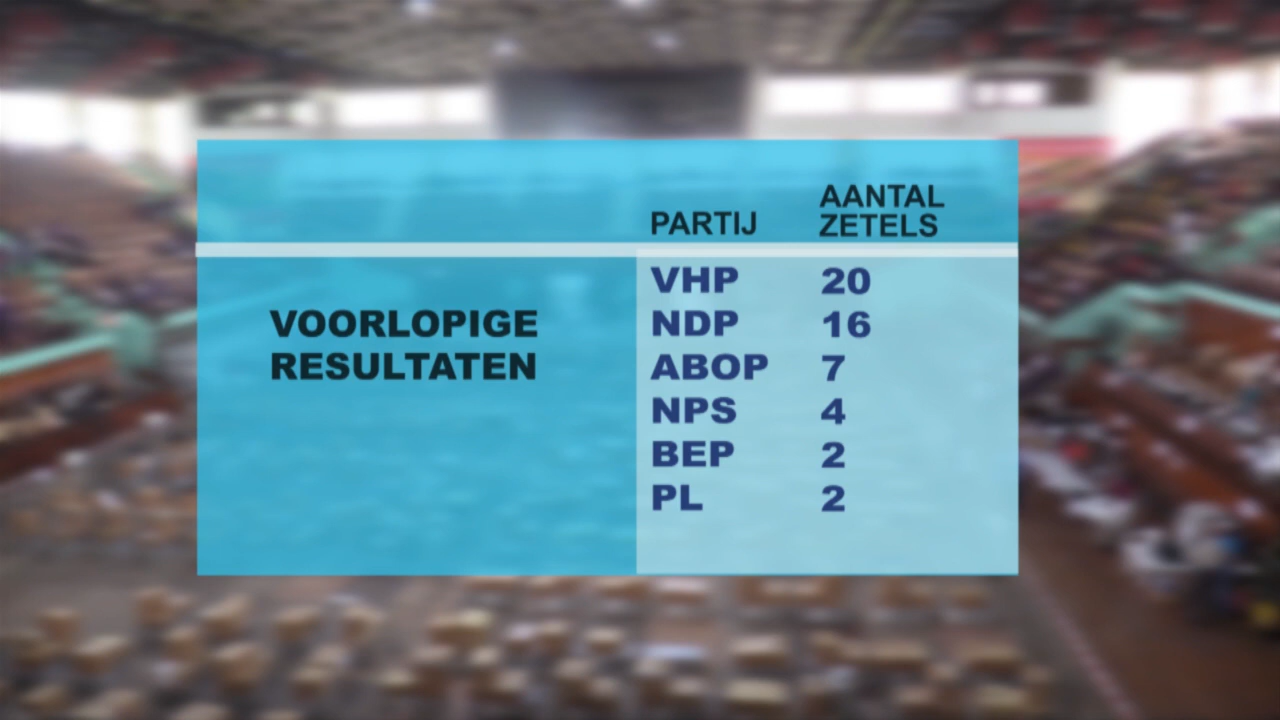 PARTIJ AANTAL ZETELS
VOORLOPIGE
RESULTATEN
VHP 20
NDP 16
ABOP 7
NPS 4
BEP 2
PL 2